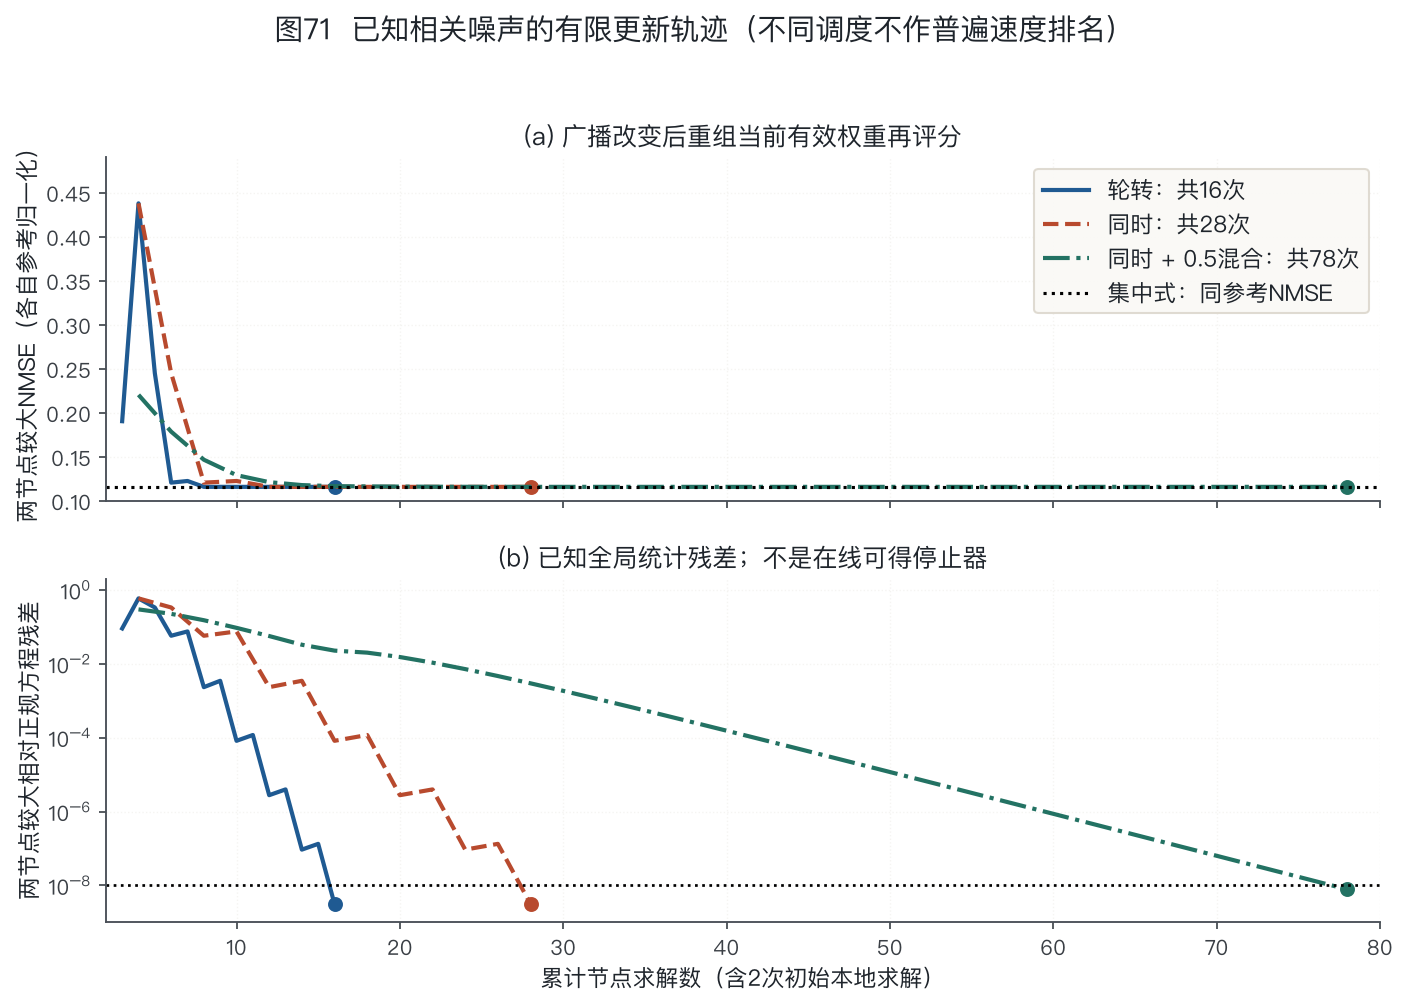 图71 已知相关噪声的有限更新轨迹（不同调度不作普遍速度排名）
(a) 广播改变后重组当前有效权重再评分
两节点较大NMSE（各自参考归一化）
0.45
0.40
0.35
0.30
0.25
0.20
0.15
0.10
轮转：共16次
同时：共28次
同时 + 0.5混合：共78次
集中式：同参考NMSE
(b) 已知全局统计残差；不是在线可得停止器
两节点较大相对正规方程残差
10⁰
10⁻²
10⁻⁴
10⁻⁶
10⁻⁸
10 20 30 40 50 60 70 80
累计节点求解数（含2次初始本地求解）